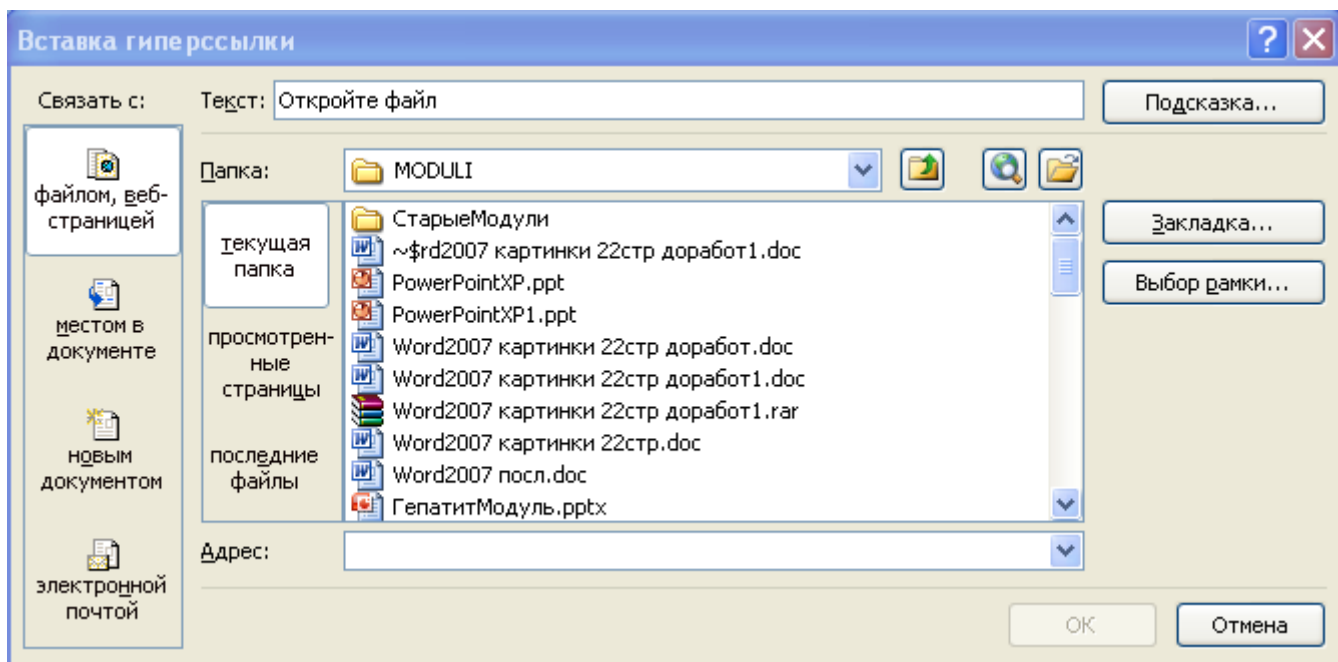 Вставка гиперссылки
Связать с:
Текст: Откройте файл
Подсказка...
файлом, веб-
страницей
местом в
документе
новым
документом
электронной
почтой
Папка: MODULI
текущая
папка
просмотрен-
ные
страницы
последние
файлы
СтарыеМодули
~$rd2007 картинки 22стр доработ1.doc
PowerPointXP.ppt
PowerPointXP1.ppt
Word2007 картинки 22стр доработ.doc
Word2007 картинки 22стр доработ1.doc
Word2007 картинки 22стр доработ1.rar
Word2007 картинки 22стр.doc
Word2007 посл.doc
ГепатитМодуль.pptx
Закладка...
Выбор рамки...
Адрес:
ОК
Отмена